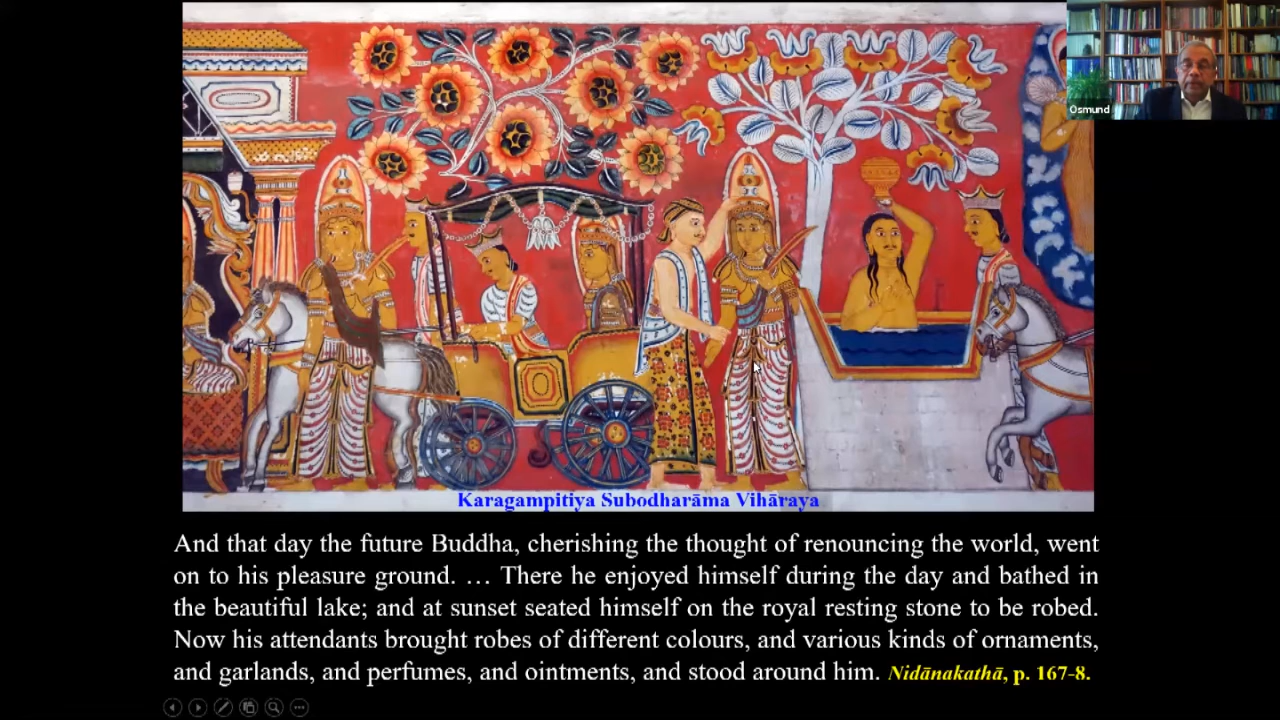 Osmund
Karagampitiya Subodharāma Vihāraya
And that day the future Buddha, cherishing the thought of renouncing the world, went
on to his pleasure ground. … There he enjoyed himself during the day and bathed in
the beautiful lake; and at sunset seated himself on the royal resting stone to be robed.
Now his attendants brought robes of different colours, and various kinds of ornaments,
and garlands, and perfumes, and ointments, and stood around him. Nidānakathā, p. 167-8.